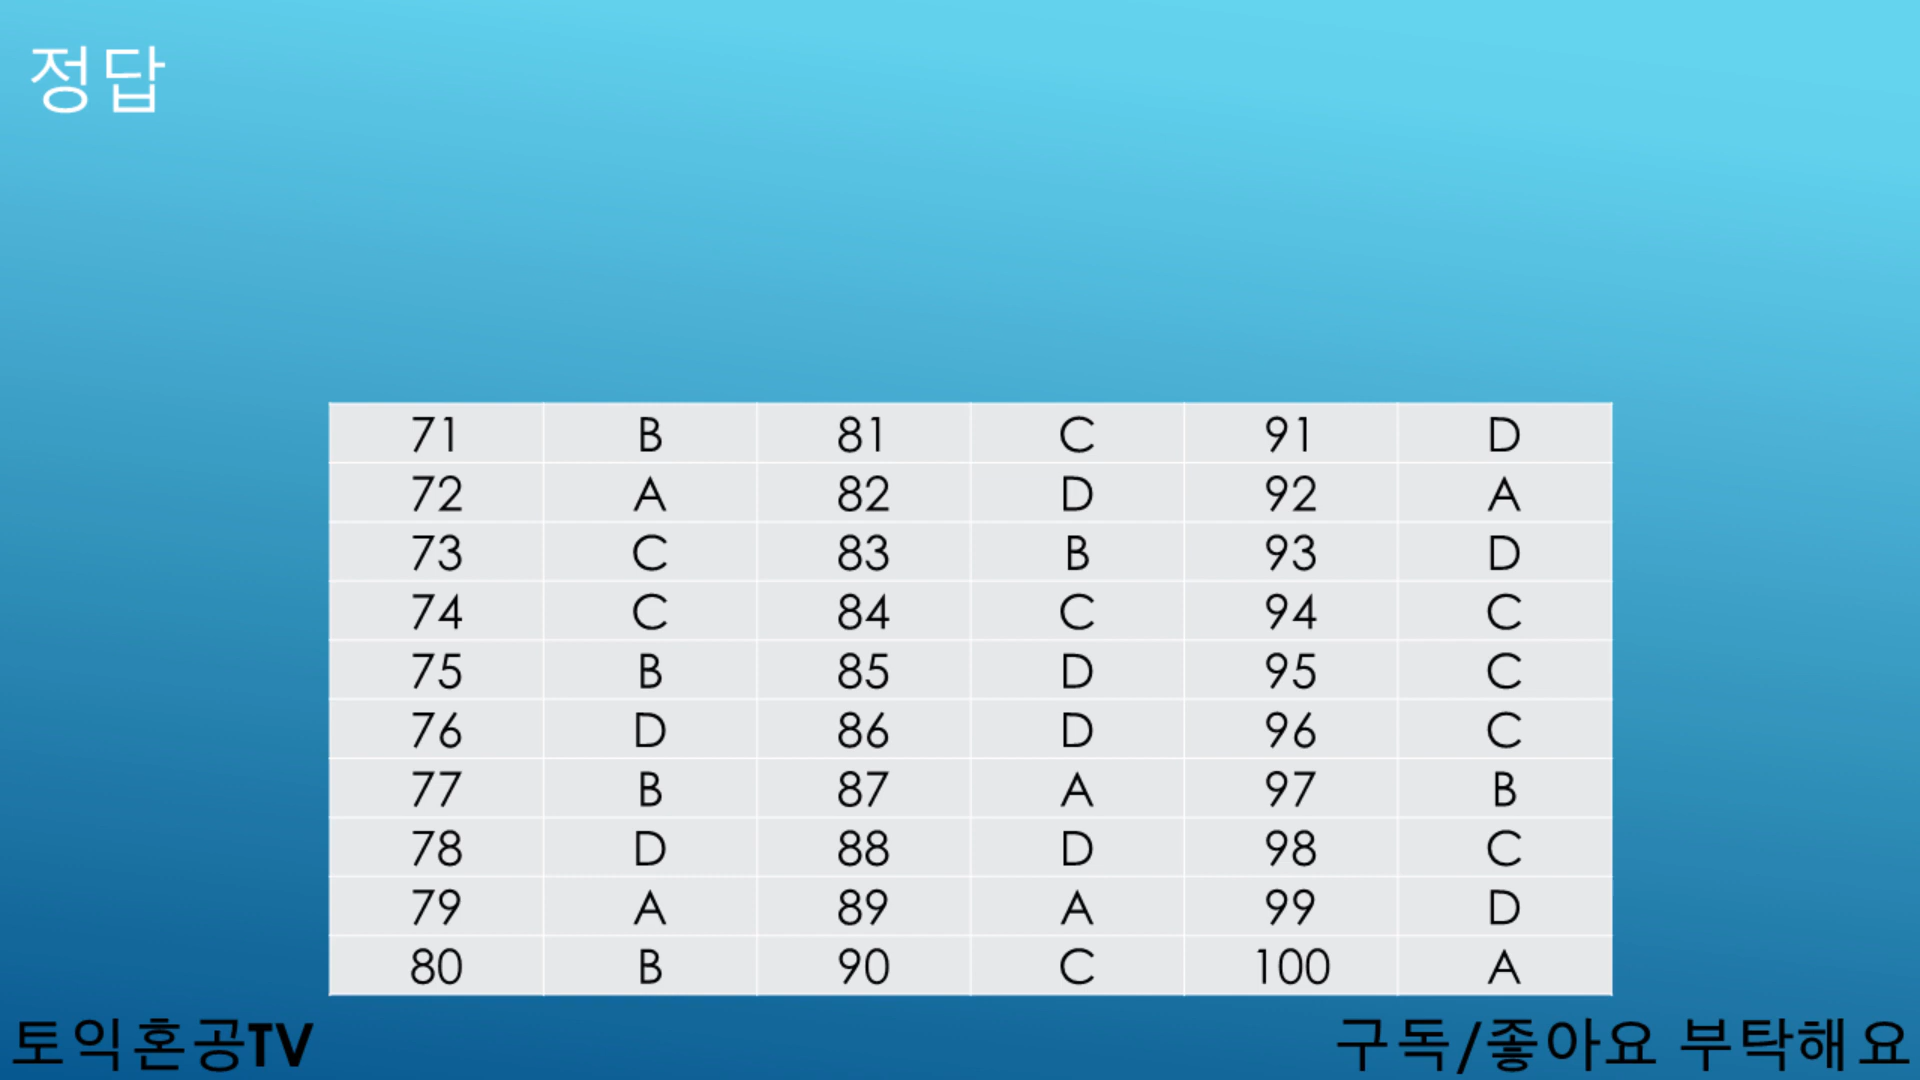 정답
71 B 81 C 91 D
72 A 82 D 92 A
73 C 83 B 93 D
74 C 84 C 94 C
75 B 85 D 95 C
76 D 86 D 96 C
77 B 87 A 97 B
78 D 88 D 98 C
79 A 89 A 99 D
80 B 90 C 100 A
토익혼공TV
구독/좋아요 부탁해요